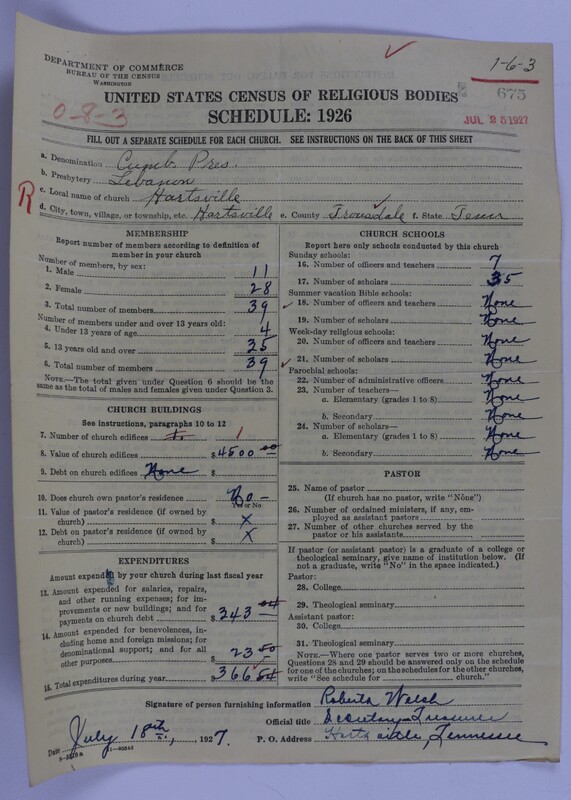 1-6-3
DEPARTMENT OF COMMERCE
BUREAU OF THE CENSUS
WASHINGTON
UNITED STATES CENSUS OF RELIGIOUS BODIES
675
0-8-3
SCHEDULE: 1926
JUL 25 1927
FILL OUT A SEPARATE SCHEDULE FOR EACH CHURCH. SEE INSTRUCTIONS ON THE BACK OF THIS SHEET
a. Denomination Cumb. Pres.
b. Presbytery Lebanon
R
c. Local name of church Hartsville
d. City, town, village, or township, etc. Hartsville e. County Trousdale f. State Tenn
MEMBERSHIP
Report number of members according to definition of member in your church
Number of members, by sex:
1. Male 11
2. Female 28
3. Total number of members 39
Number of members under and over 13 years old:
4. Under 13 years of age 4
5. 13 years old and over 35
6. Total number of members 39
NOTE.—The total given under Question 6 should be the
same as the total of males and females given under Question 3.
CHURCH BUILDINGS
See instructions, paragraphs 10 to 12
7. Number of church edifices 1. 1
8. Value of church edifices $4500 00
9. Debt on church edifices None $
10. Does church own pastor's residence No -
Yes or No
11. Value of pastor's residence (if owned by
church) $ X
12. Debt on pastor's residence (if owned by
church) $ X
EXPENDITURES
Amount expended by your church during last fiscal year
13. Amount expended for salaries, repairs,
and other running expenses; for im-
provements or new buildings; and for
payments on church debt $ 343 04
14. Amount expended for benevolences, in-
cluding home and foreign missions; for
denominational support; and for all
other purposes 23 50
15. Total expenditures during year $ 366 54
CHURCH SCHOOLS
Report here only schools conducted by this church
Sunday schools:
16. Number of officers and teachers 7
17. Number of scholars 35
Summer vacation Bible schools:
18. Number of officers and teachers None
19. Number of scholars None
Week-day religious schools:
20. Number of officers and teachers None
21. Number of scholars None
Parochial schools:
22. Number of administrative officers None
23. Number of teachers—
a. Elementary (grades 1 to 8) None
b. Secondary None
24. Number of scholars—
a. Elementary (grades 1 to 8) None
b. Secondary None
PASTOR
25. Name of pastor
(If church has no pastor, write "None")
26. Number of ordained ministers, if any, em-
ployed as assistant pastors
27. Number of other churches served by the
pastor or his assistants
If pastor (or assistant pastor) is a graduate of a college or
theological seminary, give name of institution below. (If
not a graduate, write "No" in the space indicated.)
Pastor:
28. College
29. Theological seminary
Assistant pastor:
30. College
31. Theological seminary
NOTE.—Where one pastor serves two or more churches,
Questions 28 and 29 should be answered only on the schedule
for one of the churches; on the schedules for the other churches,
write "See schedule for church."
Signature of person furnishing information Roberta Welsh
Official title Secretary-Treasurer
Date July 18th, 1927. P. O. Address Hartsville, Tennessee